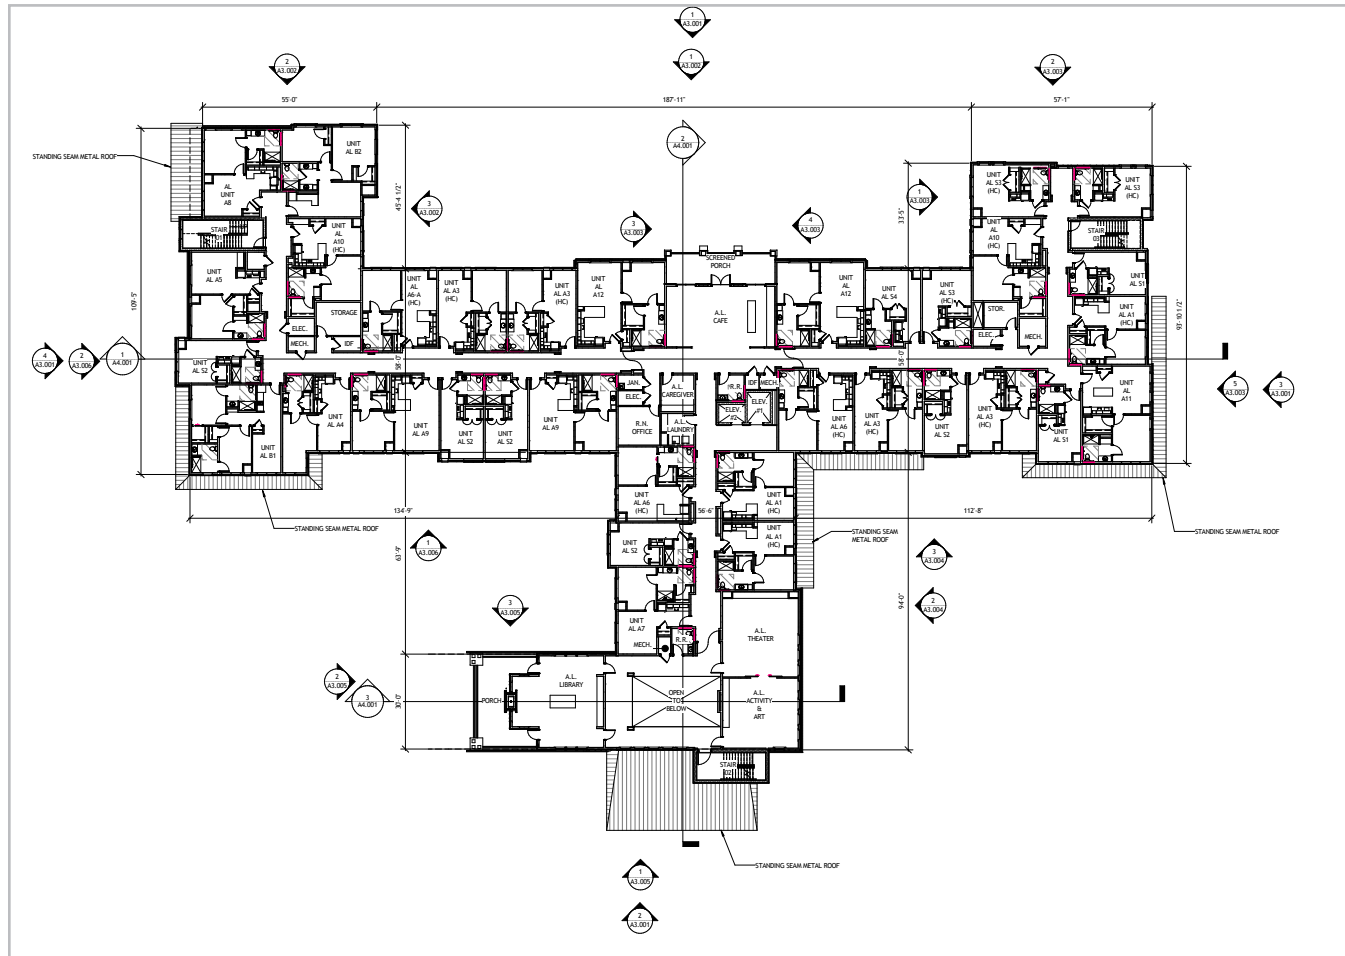 1
A3.001
1
A3.002
2
A3.002
2
A3.003
55'-0"
187'-11"
57'-1"
2
A4.001
STANDING SEAM METAL ROOF
UNIT
AL B2
AL
UNIT
A8
109'-5"
45'-4 1/2"
3
A3.002
3
A3.003
4
A3.003
1
A3.003
37'-5"
UNIT
AL S3
(HC)
UNIT
AL S3
(HC)
93'-10 1/2"
STAIR
01
UNIT
AL
A10
(HC)
UNIT
AL
A10
(HC)
STAIR
03
SCREENED
PORCH
UNIT
AL A5
UNIT
AL
A6-A
(HC)
UNIT
AL A3
(HC)
UNIT
AL A3
(HC)
UNIT
AL
A12
UNIT
AL
A12
UNIT
AL S4
UNIT
AL S3
(HC)
UNIT
AL S1
STORAGE
A.L.
CAFE
STOR.
UNIT
AL A1
(HC)
ELEC.
MECH.
IDF
ELEC.
MECH.
4
A3.001
2
A3.006
1
A4.001
58'-0"
58'-0"
5
A3.003
3
A3.001
UNIT
AL S2
JAN.
ELEC.
A.L.
CAREGIVER
R.R.
IDF
MECH.
ELEV.
#2
ELEV.
#1
UNIT
AL
A11
UNIT
AL A4
UNIT
AL A9
UNIT
AL S2
UNIT
AL S2
UNIT
AL A9
R.N.
OFFICE
A.L.
LAUNDRY
UNIT
AL A6
(HC)
UNIT
AL A3
(HC)
UNIT
AL S2
UNIT
AL A3
(HC)
UNIT
AL S1
UNIT
AL B1
UNIT
AL A6
(HC)
UNIT
AL A1
(HC)
134'-9"
56'-6"
112'-8"
STANDING SEAM METAL ROOF
STANDING SEAM
METAL ROOF
STANDING SEAM METAL ROOF
1
A3.006
63'-9"
UNIT
AL S2
UNIT
AL A1
(HC)
3
A3.004
2
A3.004
94'-0"
3
A3.005
UNIT
AL A7
MECH.
R.R.
A.L.
THEATER
2
A3.005
3
A4.001
30'-0"
PORCH
A.L.
LIBRARY
OPEN
TO
BELOW
A.L.
ACTIVITY
&
ART
STAIR
02
STANDING SEAM METAL ROOF
1
A3.005
2
A3.001